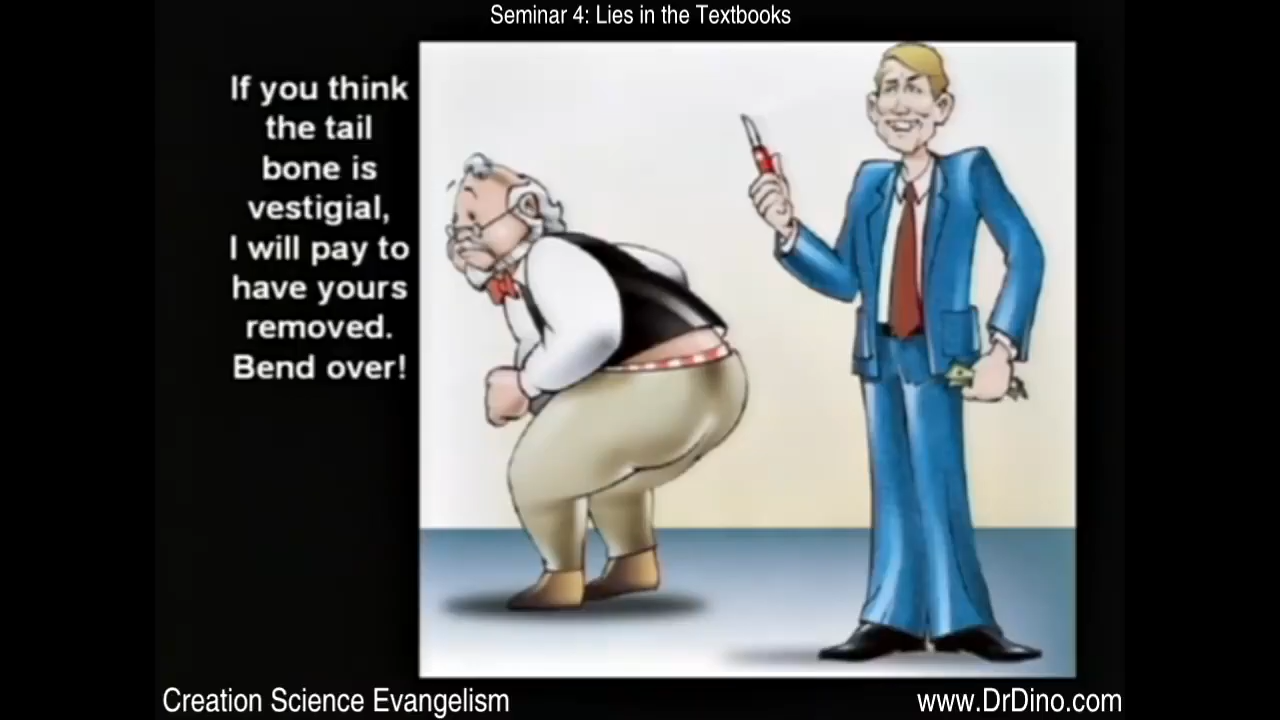 Seminar 4: Lies in the Textbooks
If you think
the tail
bone is
vestigial,
I will pay to
have yours
removed.
Bend over!
Creation Science Evangelism
www.DrDino.com